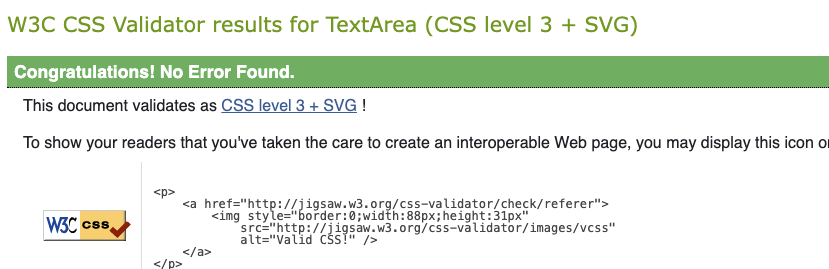 W3C CSS Validator results for TextArea (CSS level 3 + SVG)
Congratulations! No Error Found.
This document validates as CSS level 3 + SVG !
To show your readers that you've taken the care to create an interoperable Web page, you may display this icon on
W3C css
<p>
<a href="http://jigsaw.w3.org/css-validator/check/referer">
<img style="border:0;width:88px;height:31px"
src="http://jigsaw.w3.org/css-validator/images/vcss"
alt="Valid CSS!" />
</a>
</p>